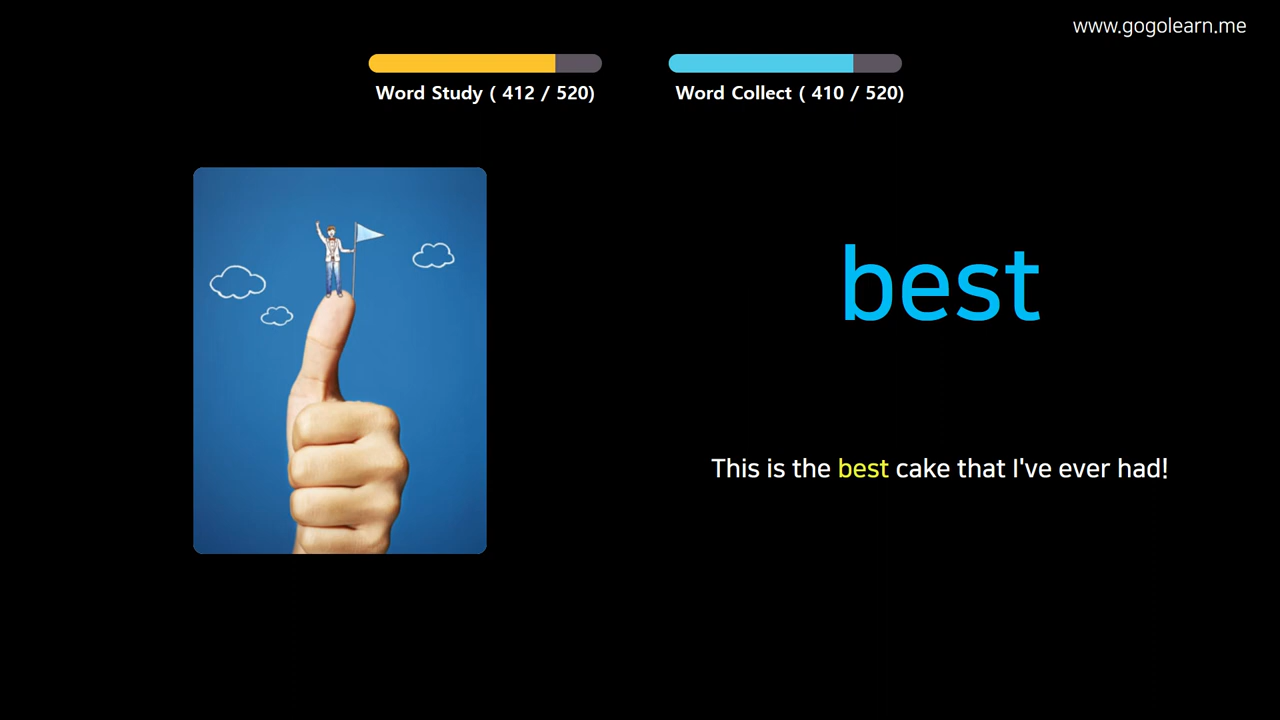 www.gogolearn.me
Word Study ( 412 / 520)
Word Collect ( 410 / 520)
best
This is the best cake that I've ever had!